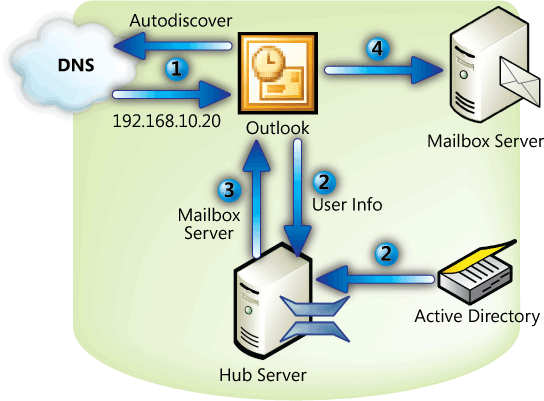 Autodiscover
DNS
1
192.168.10.20
Outlook
4
Mailbox Server
3
Mailbox
Server
2
User Info
2
Active Directory
Hub Server